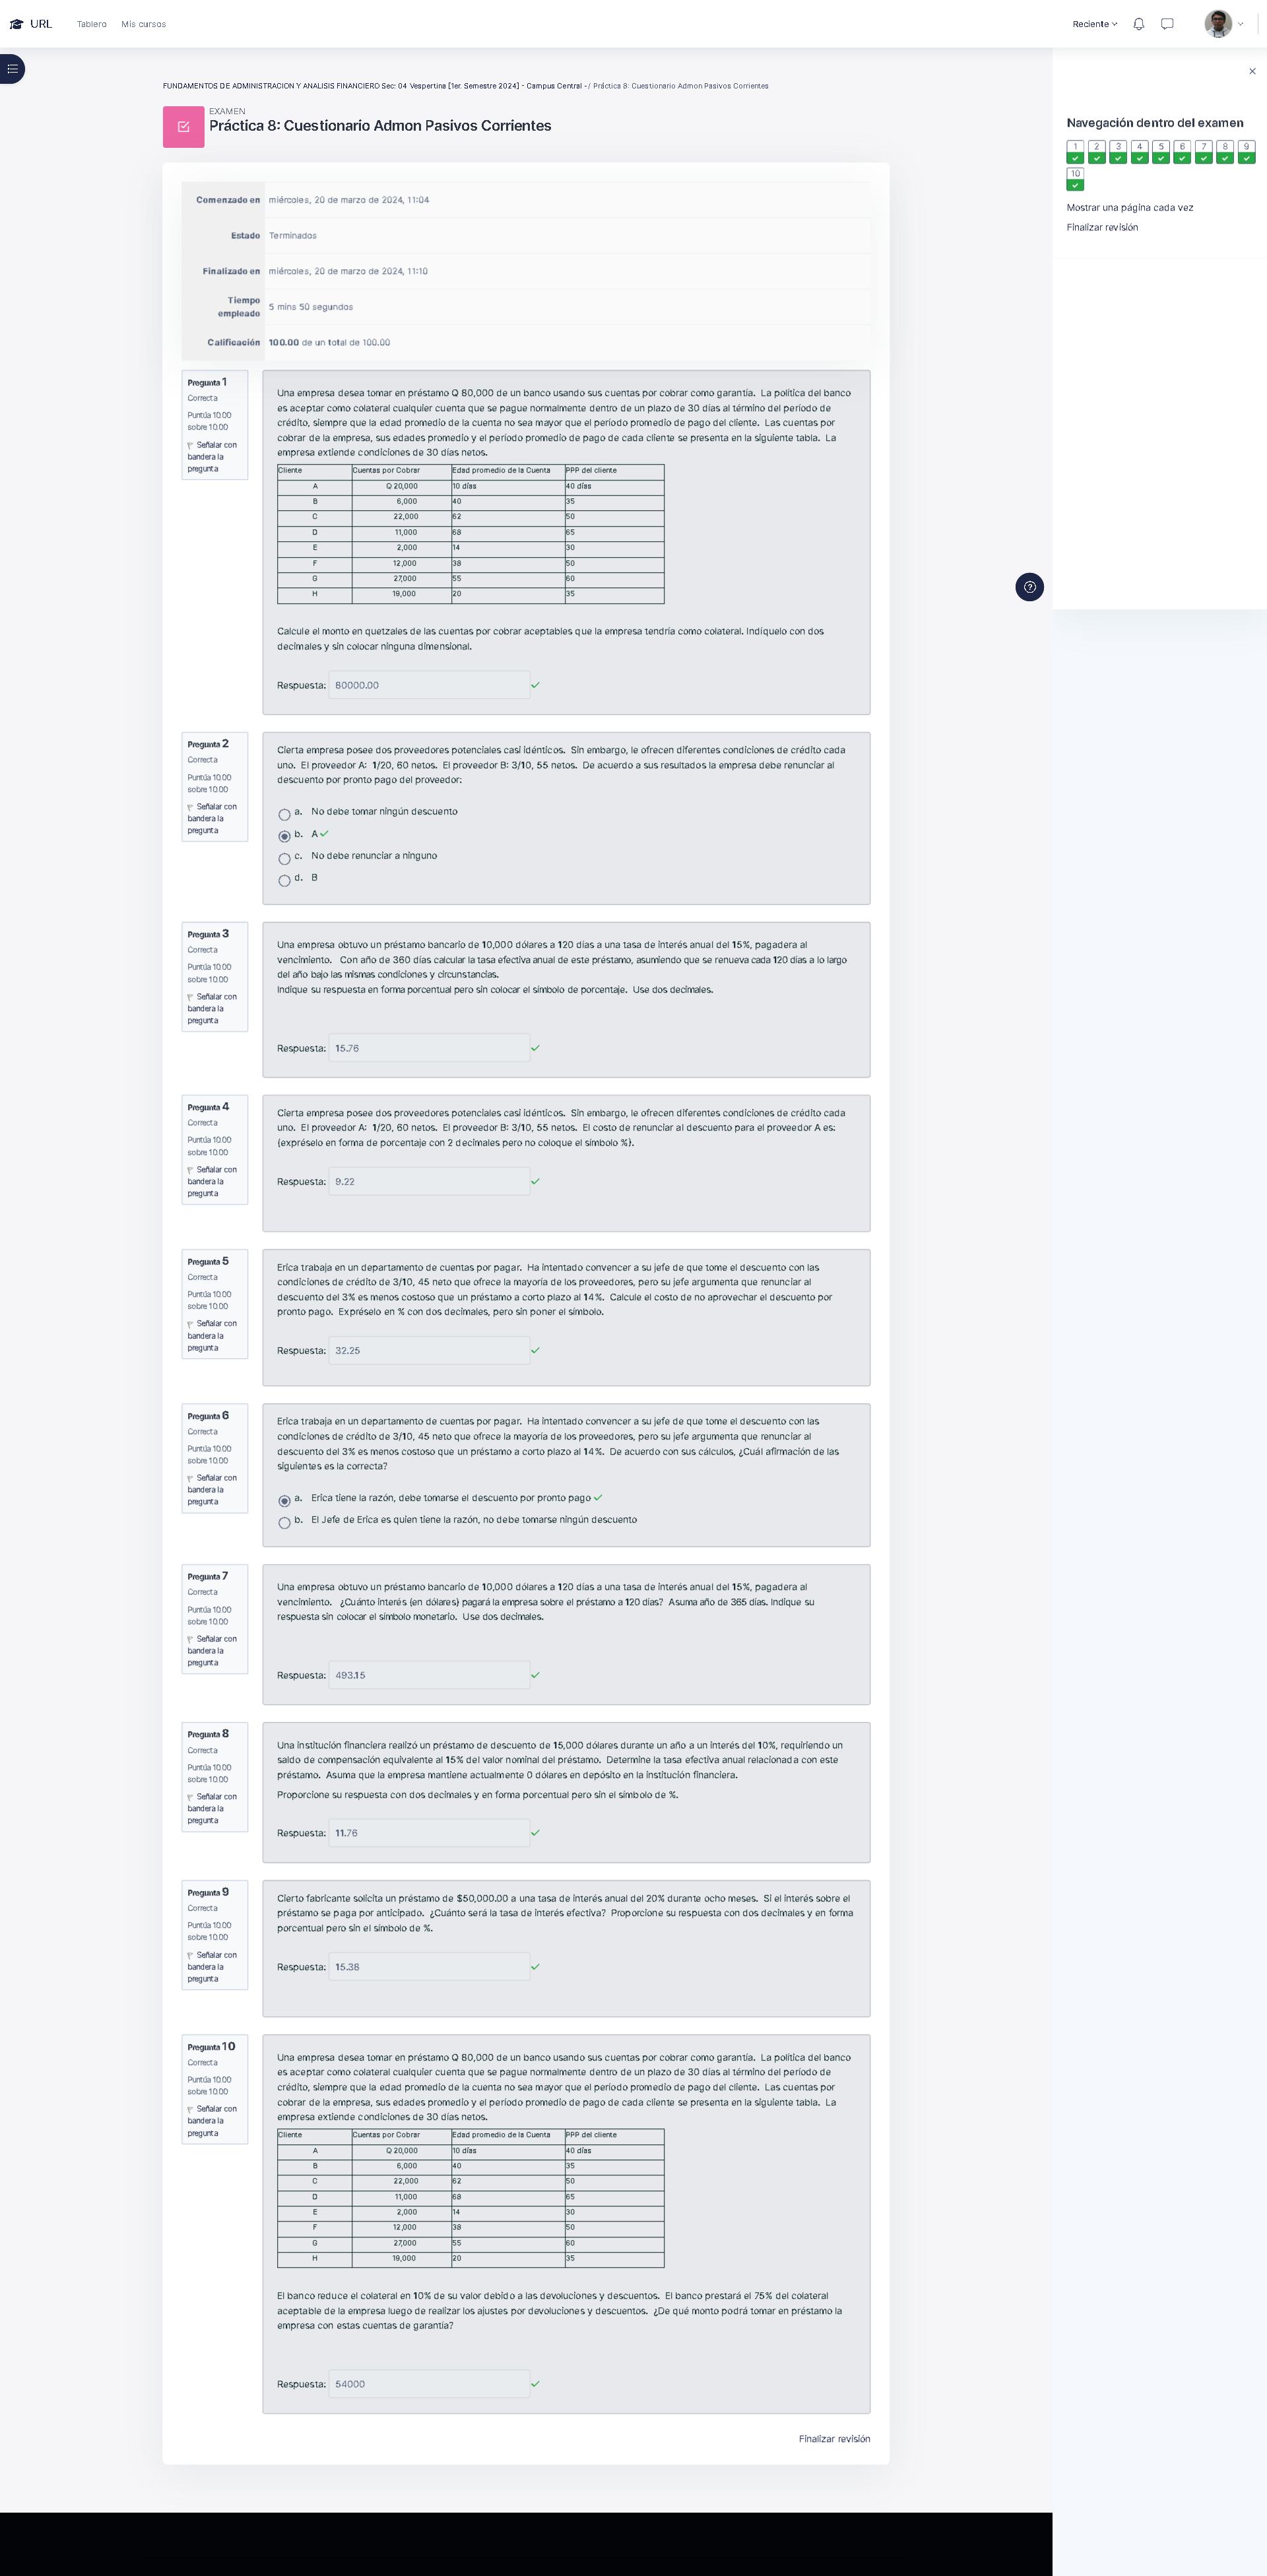 URL Tablero Mis cursos Reciente
FUNDAMENTOS DE ADMINISTRACION Y ANALISIS FINANCIERO Sec: 04 Vespertina [1er. Semestre 2024] - Campus Central - / Práctica 8: Cuestionario Admon Pasivos Corrientes
EXAMEN
Práctica 8: Cuestionario Admon Pasivos Corrientes
Navegación dentro del examen
1 2 3 4 5 6 7 8 9
10
Mostrar una página cada vez
Finalizar revisión
Comenzado en miércoles, 20 de marzo de 2024, 11:04
Estado Terminados
Finalizado en miércoles, 20 de marzo de 2024, 11:10
Tiempo
empleado
5 mins 50 segundos
Calificación 100.00 de un total de 100.00
Pregunta 1
Correcta
Puntúa 10.00
sobre 10.00
Señalar con
bandera la
pregunta
Una empresa desea tomar en préstamo Q 80,000 de un banco usando sus cuentas por cobrar como garantía. La política del banco
es aceptar como colateral cualquier cuenta que se pague normalmente dentro de un plazo de 30 días al término del período de
crédito, siempre que la edad promedio de la cuenta no sea mayor que el período promedio de pago del cliente. Las cuentas por
cobrar de la empresa, sus edades promedio y el período promedio de pago de cada cliente se presenta en la siguiente tabla. La
empresa extiende condiciones de 30 días netos.
Cliente Cuentas por Cobrar Edad promedio de la Cuenta PPP del cliente
A Q 20,000 10 días 40 días
B 6,000 40 35
C 22,000 62 50
D 11,000 68 65
E 2,000 14 30
F 12,000 38 50
G 27,000 55 60
H 19,000 20 35
Calcule el monto en quetzales de las cuentas por cobrar aceptables que la empresa tendría como colateral. Indíquelo con dos
decimales y sin colocar ninguna dimensional.
Respuesta: 80000.00
Pregunta 2
Correcta
Puntúa 10.00
sobre 10.00
Señalar con
bandera la
pregunta
Cierta empresa posee dos proveedores potenciales casi idénticos. Sin embargo, le ofrecen diferentes condiciones de crédito cada
uno. El proveedor A: 1/20, 60 netos. El proveedor B: 3/10, 55 netos. De acuerdo a sus resultados la empresa debe renunciar al
descuento por pronto pago del proveedor:
a. No debe tomar ningún descuento
b. A
c. No debe renunciar a ninguno
d. B
Pregunta 3
Correcta
Puntúa 10.00
sobre 10.00
Señalar con
bandera la
pregunta
Una empresa obtuvo un préstamo bancario de 10,000 dólares a 120 días a una tasa de interés anual del 15%, pagadera al
vencimiento. Con año de 360 días calcular la tasa efectiva anual de este préstamo, asumiendo que se renueva cada 120 días a lo largo
del año bajo las mismas condiciones y circunstancias.
Indique su respuesta en forma porcentual pero sin colocar el símbolo de porcentaje. Use dos decimales.
Respuesta: 15.76
Pregunta 4
Correcta
Puntúa 10.00
sobre 10.00
Señalar con
bandera la
pregunta
Cierta empresa posee dos proveedores potenciales casi idénticos. Sin embargo, le ofrecen diferentes condiciones de crédito cada
uno. El proveedor A: 1/20, 60 netos. El proveedor B: 3/10, 55 netos. El costo de renunciar al descuento para el proveedor A es:
(expréselo en forma de porcentaje con 2 decimales pero no coloque el símbolo %).
Respuesta: 9.22
Pregunta 5
Correcta
Puntúa 10.00
sobre 10.00
Señalar con
bandera la
pregunta
Erica trabaja en un departamento de cuentas por pagar. Ha intentado convencer a su jefe de que tome el descuento con las
condiciones de crédito de 3/10, 45 neto que ofrece la mayoría de los proveedores, pero su jefe argumenta que renunciar al
descuento del 3% es menos costoso que un préstamo a corto plazo al 14%. Calcule el costo de no aprovechar el descuento por
pronto pago. Expréselo en % con dos decimales, pero sin poner el símbolo.
Respuesta: 32.25
Pregunta 6
Correcta
Puntúa 10.00
sobre 10.00
Señalar con
bandera la
pregunta
Erica trabaja en un departamento de cuentas por pagar. Ha intentado convencer a su jefe de que tome el descuento con las
condiciones de crédito de 3/10, 45 neto que ofrece la mayoría de los proveedores, pero su jefe argumenta que renunciar al
descuento del 3% es menos costoso que un préstamo a corto plazo al 14%. De acuerdo con sus cálculos, ¿Cuál afirmación de las
siguientes es la correcta?
a. Erica tiene la razón, debe tomarse el descuento por pronto pago
b. El Jefe de Erica es quien tiene la razón, no debe tomarse ningún descuento
Pregunta 7
Correcta
Puntúa 10.00
sobre 10.00
Señalar con
bandera la
pregunta
Una empresa obtuvo un préstamo bancario de 10,000 dólares a 120 días a una tasa de interés anual del 15%, pagadera al
vencimiento. ¿Cuánto interés (en dólares) pagará la empresa sobre el préstamo a 120 días? Asuma año de 365 días. Indique su
respuesta sin colocar el símbolo monetario. Use dos decimales.
Respuesta: 493.15
Pregunta 8
Correcta
Puntúa 10.00
sobre 10.00
Señalar con
bandera la
pregunta
Una institución financiera realizó un préstamo de descuento de 15,000 dólares durante un año a un interés del 10%, requiriendo un
saldo de compensación equivalente al 15% del valor nominal del préstamo. Determine la tasa efectiva anual relacionada con este
préstamo. Asuma que la empresa mantiene actualmente 0 dólares en depósito en la institución financiera.
Proporcione su respuesta con dos decimales y en forma porcentual pero sin el símbolo de %.
Respuesta: 11.76
Pregunta 9
Correcta
Puntúa 10.00
sobre 10.00
Señalar con
bandera la
pregunta
Cierto fabricante solicita un préstamo de $50,000.00 a una tasa de interés anual del 20% durante ocho meses. Si el interés sobre el
préstamo se paga por anticipado. ¿Cuánto será la tasa de interés efectiva? Proporcione su respuesta con dos decimales y en forma
porcentual pero sin el símbolo de %.
Respuesta: 15.38
Pregunta 10
Correcta
Puntúa 10.00
sobre 10.00
Señalar con
bandera la
pregunta
Una empresa desea tomar en préstamo Q 80,000 de un banco usando sus cuentas por cobrar como garantía. La política del banco
es aceptar como colateral cualquier cuenta que se pague normalmente dentro de un plazo de 30 días al término del período de
crédito, siempre que la edad promedio de la cuenta no sea mayor que el período promedio de pago del cliente. Las cuentas por
cobrar de la empresa, sus edades promedio y el período promedio de pago de cada cliente se presenta en la siguiente tabla. La
empresa extiende condiciones de 30 días netos.
Cliente Cuentas por Cobrar Edad promedio de la Cuenta PPP del cliente
A Q 20,000 10 días 40 días
B 6,000 40 35
C 22,000 62 50
D 11,000 68 65
E 2,000 14 30
F 12,000 38 50
G 27,000 55 60
H 19,000 20 35
El banco reduce el colateral en 10% de su valor debido a las devoluciones y descuentos. El banco prestará el 75% del colateral
aceptable de la empresa luego de realizar los ajustes por devoluciones y descuentos. ¿De qué monto podrá tomar en préstamo la
empresa con estas cuentas de garantía?
Respuesta: 54000
Finalizar revisión